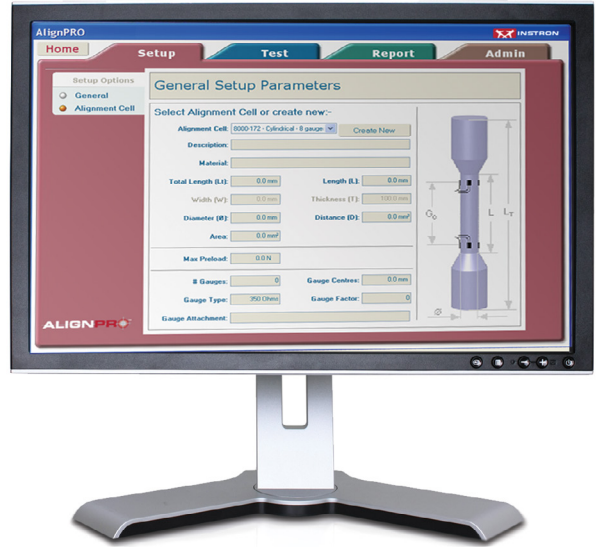 AlignPRO
INSTRON
Home
Setup
Test
Report
Admin
Setup Options
General
Alignment Cell
General Setup Parameters
Select Alignment Cell or create new:-
Alignment Cell: 8000-172 - Cylindrical - 8 gauge
Create New
Description:
Material:
Total Length (Lt): 0.0 mm
Length (L): 0.0 mm
Width (W): 0.0 mm
Thickness (T): 100.0 mm
Diameter (Ø): 0.0 mm
Distance (D): 0.0 mm
Area: 0.0 mm²
Max Preload: 0.0 N
# Gauges: 0
Gauge Centres: 0.0 mm
Gauge Type: 350 Ohms
Gauge Factor: 0
Gauge Attachment:
L
LT
Ø
ALIGNPRO